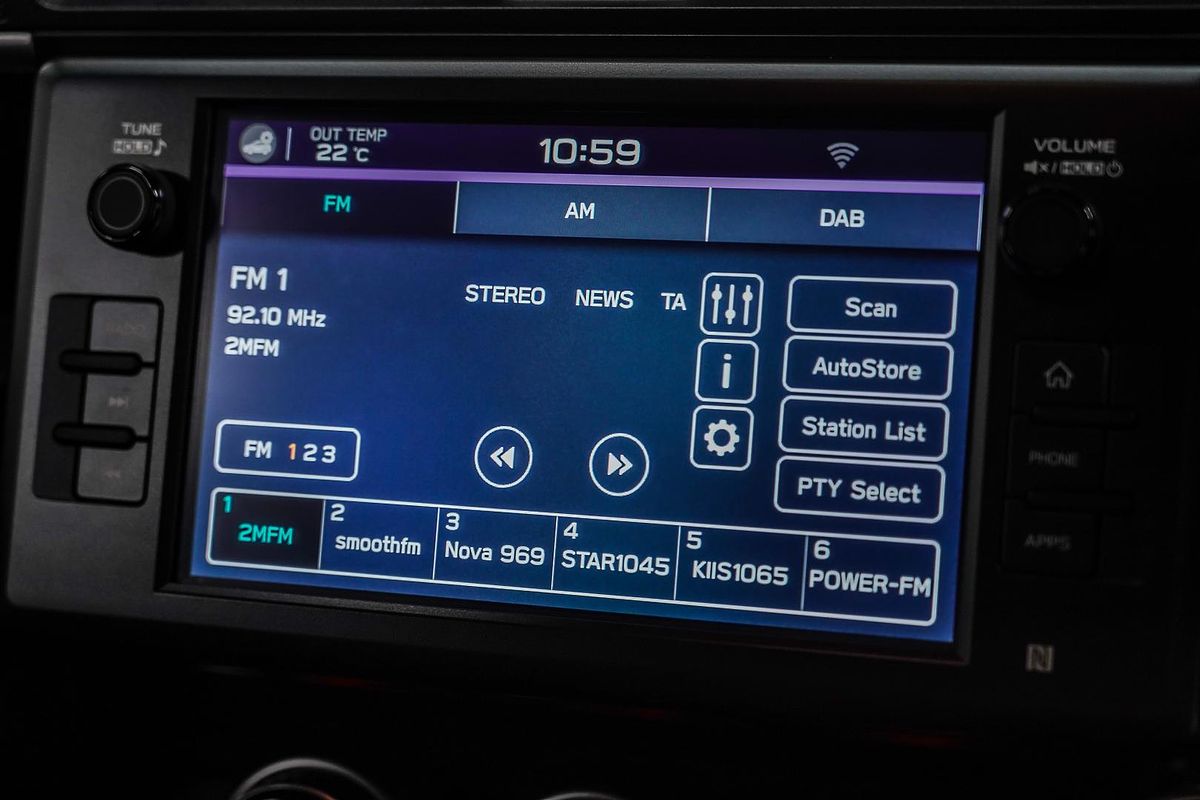 TUNE
HOLD
OUT TEMP
22 °C
10:59
VOLUME
/ HOLD
FM
AM
DAB
FM 1
92.10 MHz
2MFM
STEREO
NEWS
TA
i
Scan
AutoStore
Station List
PTY Select
FM 1 2 3
1
2MFM
2
smoothfm
3
Nova 969
4
STAR1045
5
KIIS1065
6
POWER-FM
RADIO
PHONE
APPS
N